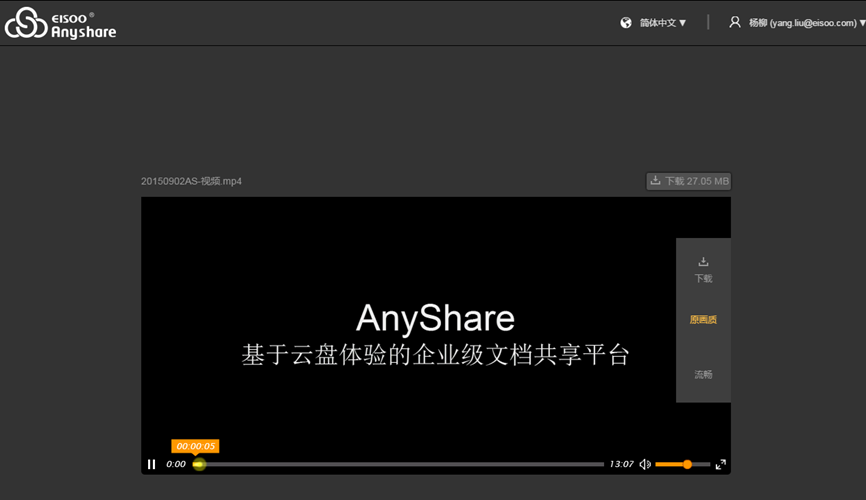 EISOO®
Anyshare
简体中文 ▼
杨柳 (yang.liu@eisoo.com) ▼
20150902AS-视频.mp4
下载 27.05 MB
下载
原画质
流畅
AnyShare
基于云盘体验的企业级文档共享平台
00:00:05
0:00
13:07